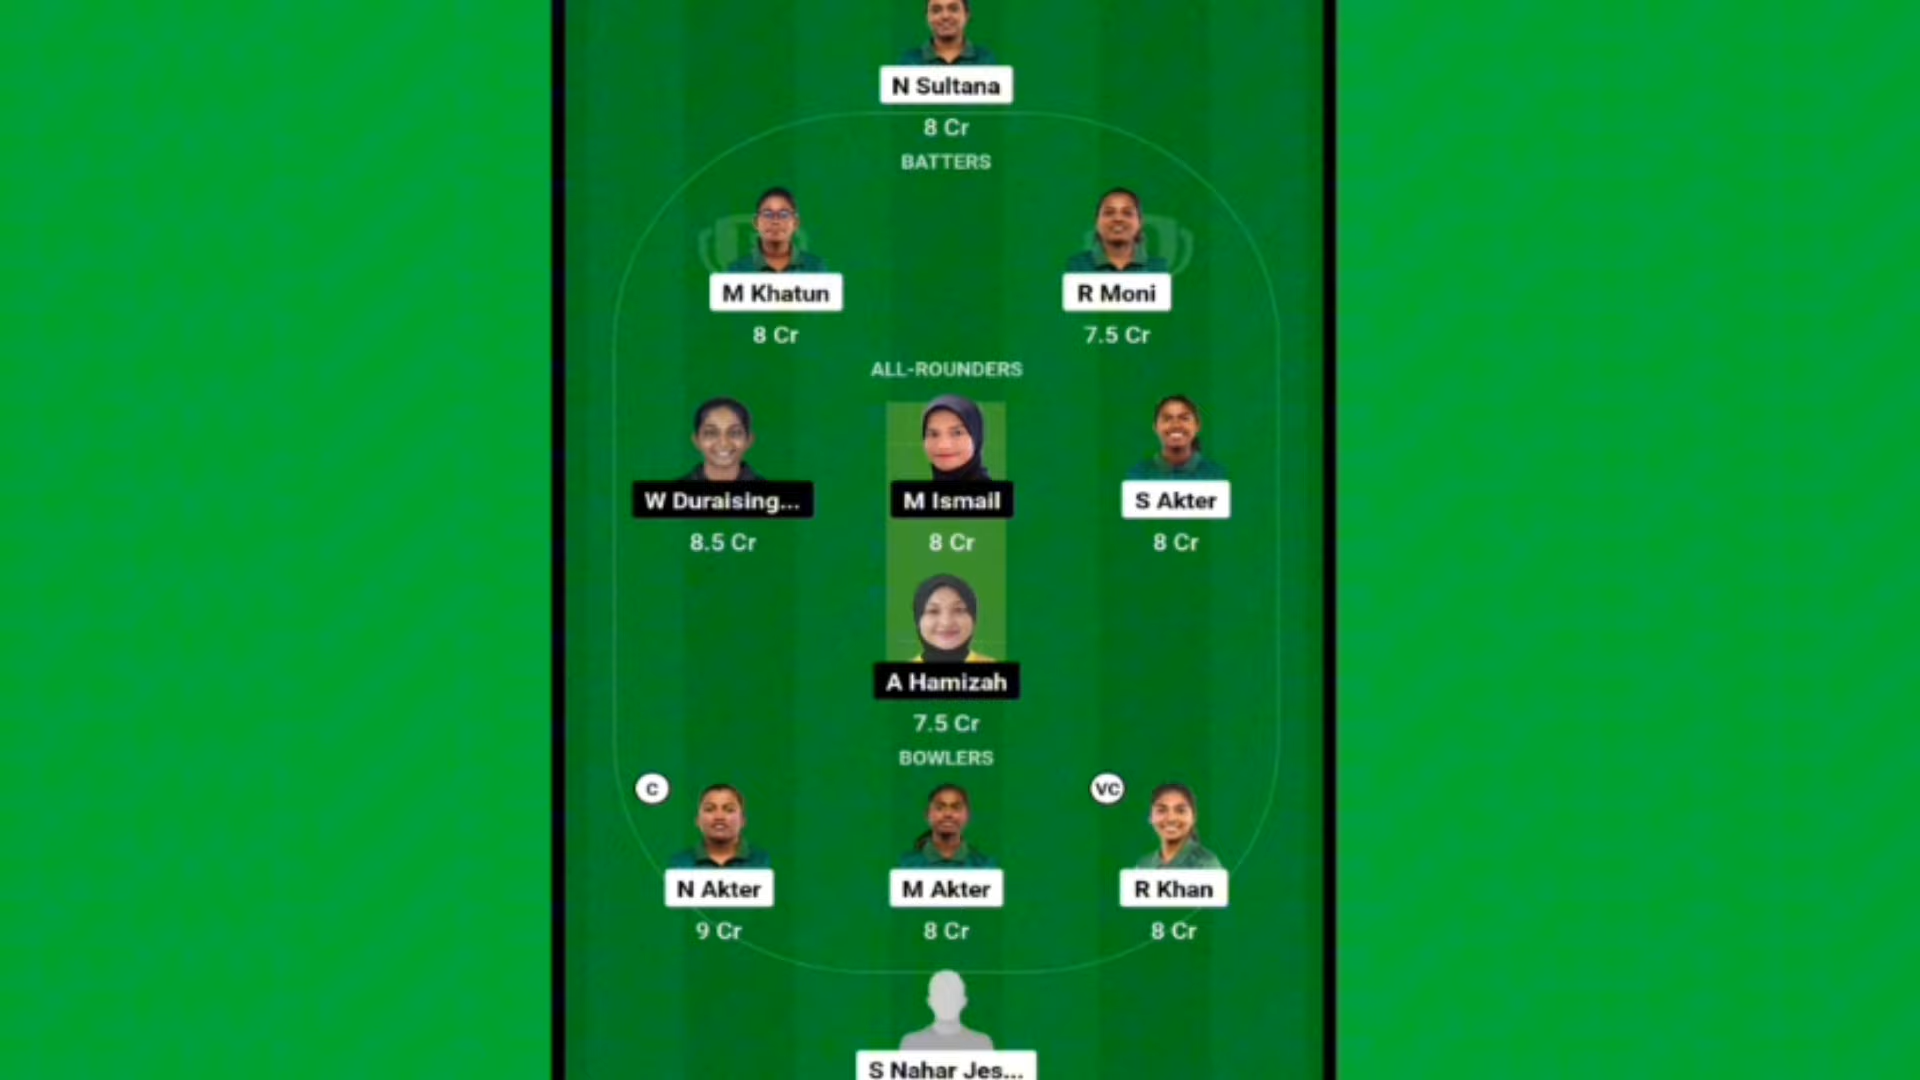 N Sultana
8 Cr
BATTERS
M Khatun
R Moni
8 Cr
7.5 Cr
ALL-ROUNDERS
W Duraising...
M Ismail
S Akter
8.5 Cr
8 Cr
8 Cr
A Hamizah
7.5 Cr
BOWLERS
C
VC
N Akter
M Akter
R Khan
9 Cr
8 Cr
8 Cr
S Nahar Jes...